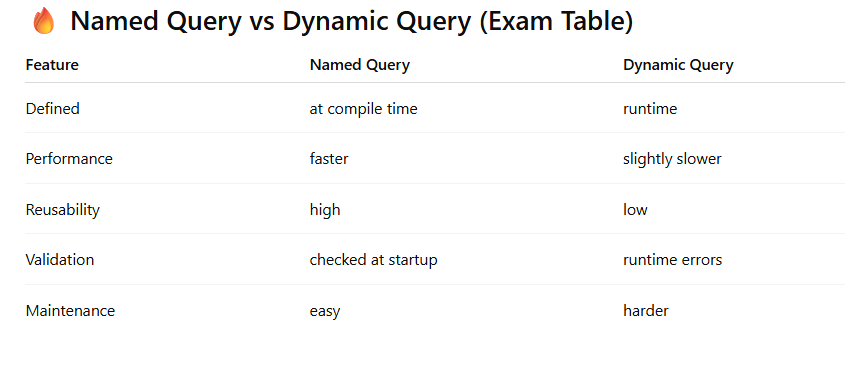 🔥 Named Query vs Dynamic Query (Exam Table)
Feature Named Query Dynamic Query
Defined at compile time runtime
Performance faster slightly slower
Reusability high low
Validation checked at startup runtime errors
Maintenance easy harder